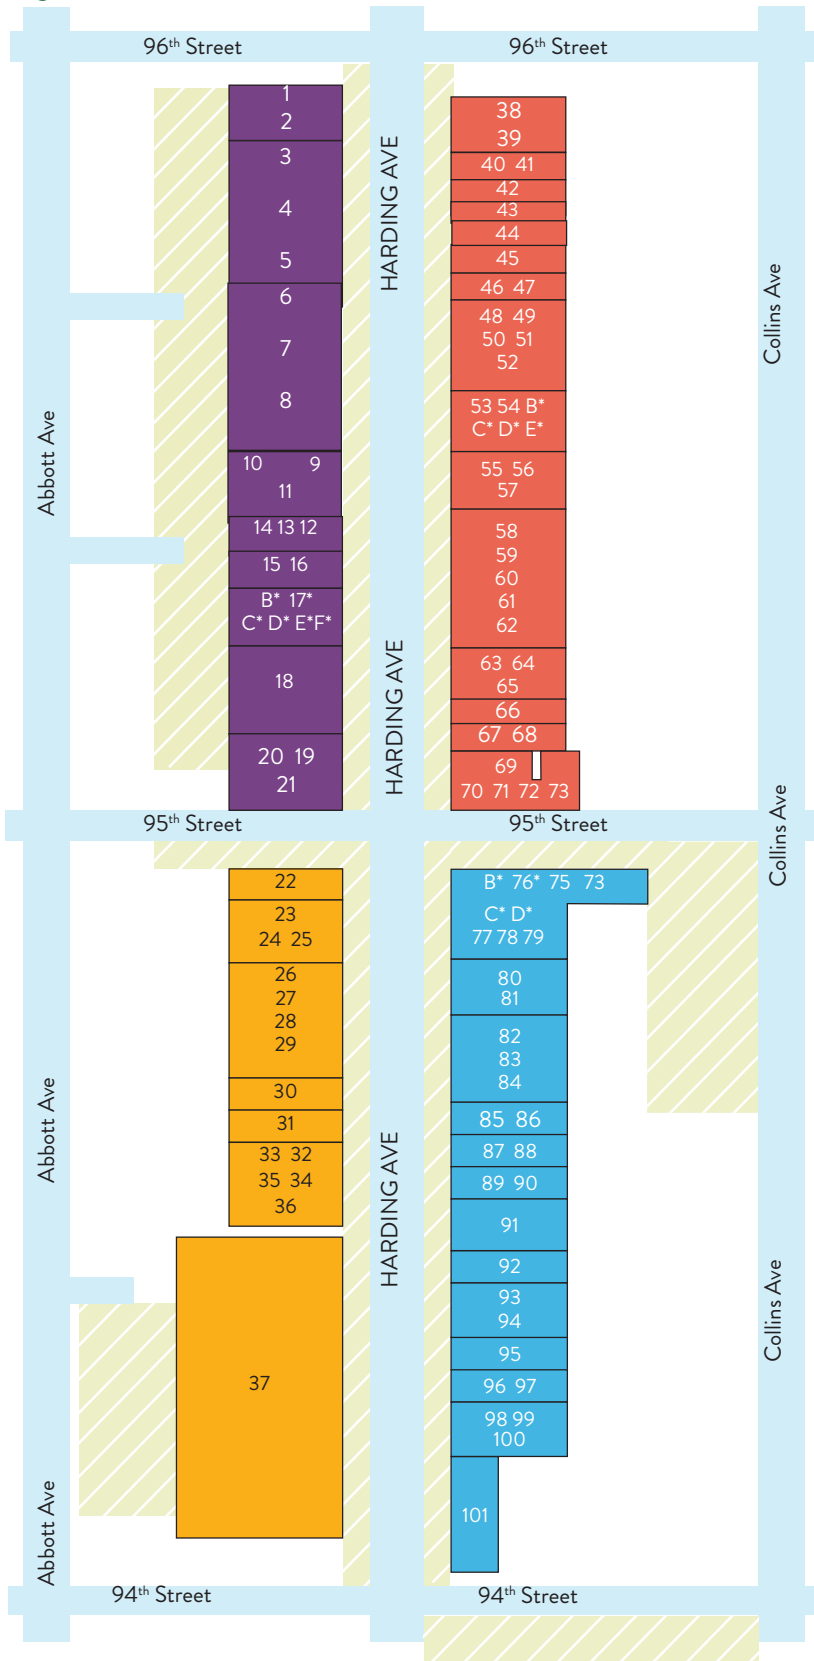 96th Street
96th Street
1
2
3
4
5
6
7
8
10 9
11
14 13 12
15 16
B* 17*
C* D* E*F*
18
20 19
21
HARDING AVE
HARDING AVE
38
39
40 41
42
43
44
45
46 47
48 49
50 51
52
53 54 B*
C* D* E*
55 56
57
58
59
60
61
62
63 64
65
66
67 68
69
70 71 72 73
Abbott Ave
Collins Ave
95th Street
95th Street
Collins Ave
22
23
24 25
26
27
28
29
30
31
33 32
35 34
36
37
HARDING AVE
B* 76* 75 73
C* D*
77 78 79
80
81
82
83
84
85 86
87 88
89 90
91
92
93
94
95
96 97
98 99
100
101
Abbott Ave
Collins Ave
Abbott Ave
94th Street
94th Street